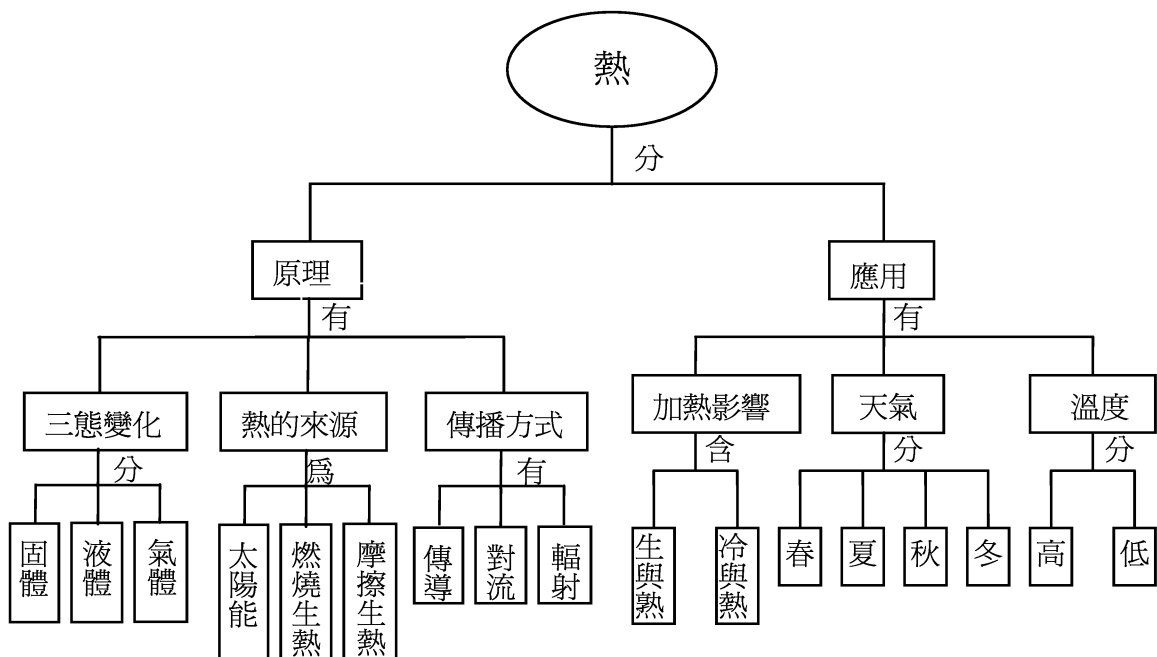 熱
分
原理
應用
有
有
三態變化
熱的來源
傳播方式
加熱影響
天氣
溫度
分
爲
有
含
分
分
固體
液體
氣體
太陽能
燃燒生熱
摩擦生熱
傳導
對流
輻射
生與熟
冷與熱
春
夏
秋
冬
高
低